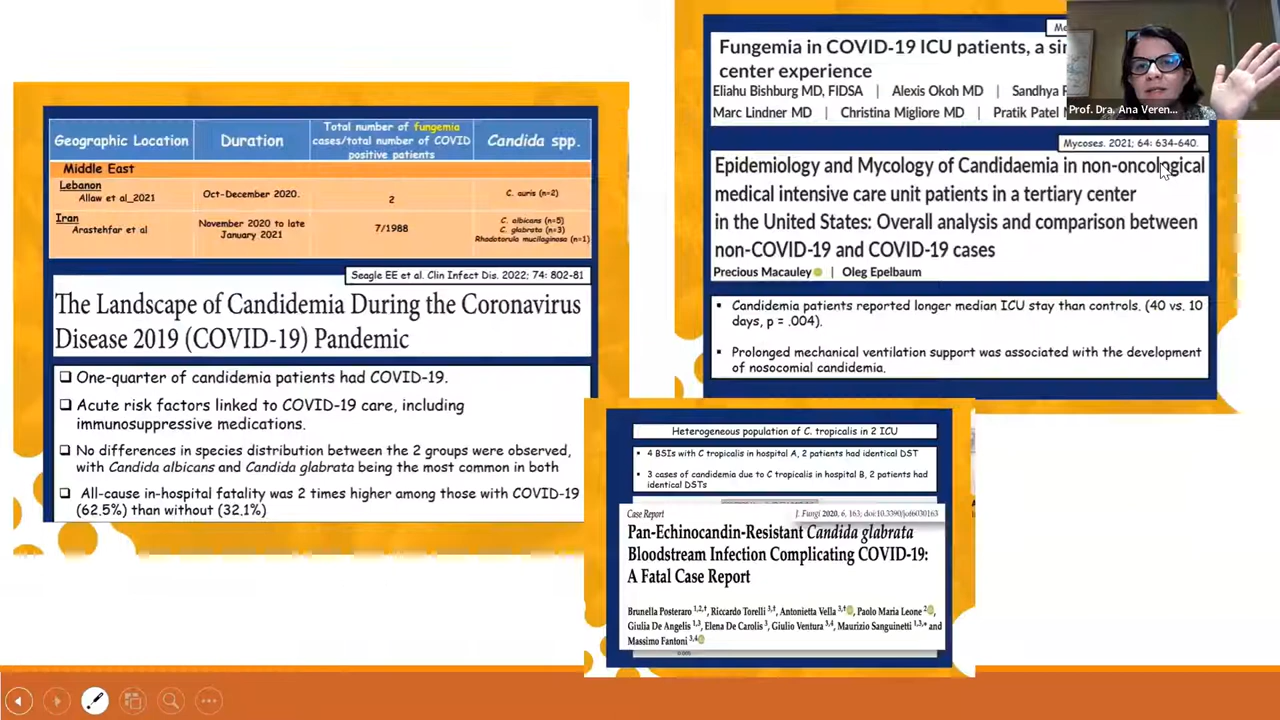 Geographic Location
Duration
Total number of fungemia
cases/total number of COVID
positive patients
Candida spp.
Middle East
Lebanon
Allaw et al_2021
Oct-December 2020.
2
C. auris (n=2)
Iran
Arastehfar et al
November 2020 to late
January 2021
7/1988
C. albicans (n=5)
C. glabrata (n=3)
Rhodotorula mucilaginosa (n=1)
Seagle EE et al. Clin Infect Dis. 2022; 74: 802-81
The Landscape of Candidemia During the Coronavirus
Disease 2019 (COVID-19) Pandemic
One-quarter of candidemia patients had COVID-19.
Acute risk factors linked to COVID-19 care, including
immunosuppressive medications.
No differences in species distribution between the 2 groups were observed,
with Candida albicans and Candida glabrata being the most common in both
All-cause in-hospital fatality was 2 times higher among those with COVID-19
(62.5%) than without (32.1%)
Fungemia in COVID-19 ICU patients, a
center experience
Eliahu Bishburg MD, FIDSA | Alexis Okoh MD | Sandhya
Marc Lindner MD | Christina Migliore MD | Pratik Patel
Prof. Dra. Ana Veren...
Mycoses. 2021; 64: 634-640.
Epidemiology and Mycology of Candidaemia in non-oncological
medical intensive care unit patients in a tertiary center
in the United States: Overall analysis and comparison between
non-COVID-19 and COVID-19 cases
Precious Macauley | Oleg Epelbaum
Candidemia patients reported longer median ICU stay than controls. (40 vs. 10
days, p = .004).
Prolonged mechanical ventilation support was associated with the development
of nosocomial candidemia.
Heterogeneous population of C. tropicalis in 2 ICU
4 BSIs with C tropicalis in hospital A, 2 patients had identical DST
3 cases of candidemia due to C tropicalis in hospital B, 2 patients had
identical DSTs
Case Report
J. Fungi 2020, 6, 163; doi:10.3390/jof6030163
Pan-Echinocandin-Resistant Candida glabrata
Bloodstream Infection Complicating COVID-19:
A Fatal Case Report
Brunella Posteraro 1,2,†, Riccardo Torelli 3,†, Antonietta Vella 3,†, Paolo Maria Leone 2,
Giulia De Angelis 1,3, Elena De Carolis 3, Giulio Ventura 3,4, Maurizio Sanguinetti 1,3,* and
Massimo Fantoni 3,4